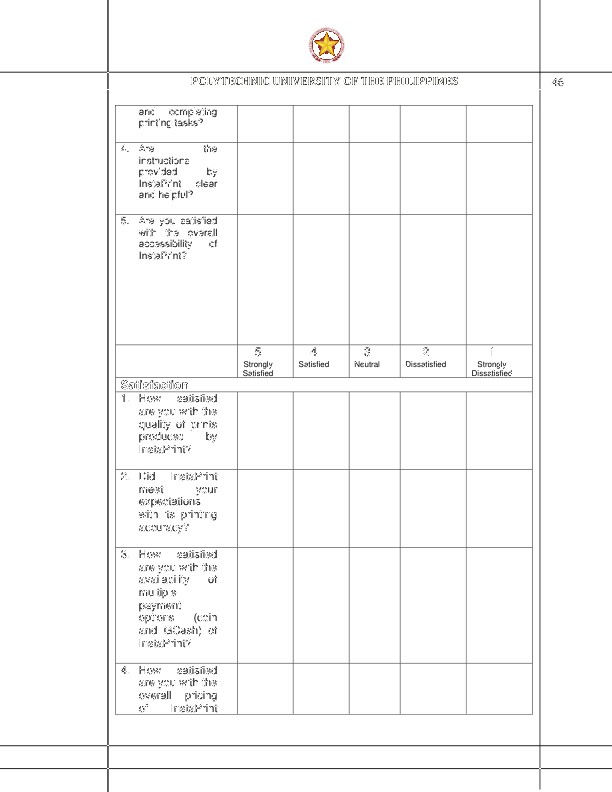 POLYTECHNIC UNIVERSITY OF THE PHILIPPINES
46
and completing
printing tasks?
4. Are the
instructions
provided by
InstaPrint clear
and helpful?
5. Are you satisfied
with the overall
accessibility of
InstaPrint?
5 4 3 2 1
Strongly Satisfied Neutral Dissatisfied Strongly
Satisfied Dissatisfied
Satisfaction
1. How satisfied
are you with the
quality of prints
produced by
InstaPrint?
2. Did InstaPrint
meet your
expectations
with its printing
accuracy?
3. How satisfied
are you with the
availability of
multiple
payment
options (coin
and GCash) of
InstaPrint?
4. How satisfied
are you with the
overall pricing
of InstaPrint